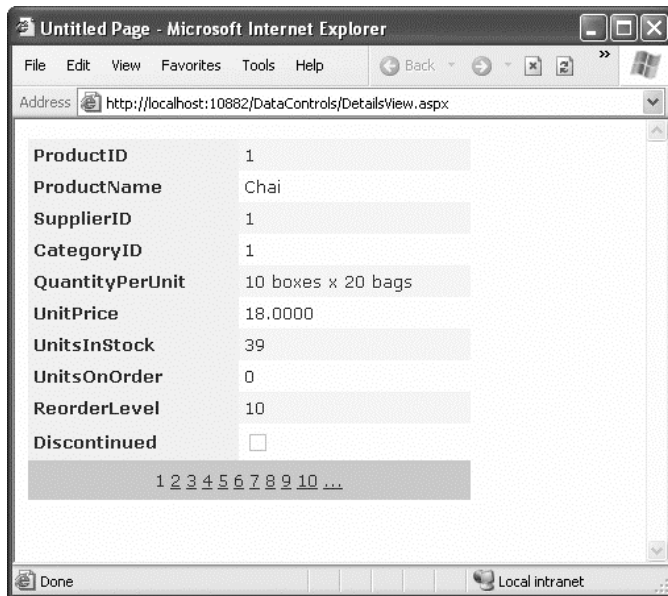 Untitled Page - Microsoft Internet Explorer
File Edit View Favorites Tools Help Back »
Address http://localhost:10882/DataControls/DetailsView.aspx
ProductID 1
ProductName Chai
SupplierID 1
CategoryID 1
QuantityPerUnit 10 boxes x 20 bags
UnitPrice 18.0000
UnitsInStock 39
UnitsOnOrder 0
ReorderLevel 10
Discontinued
1 2 3 4 5 6 7 8 9 10 ...
Done Local intranet